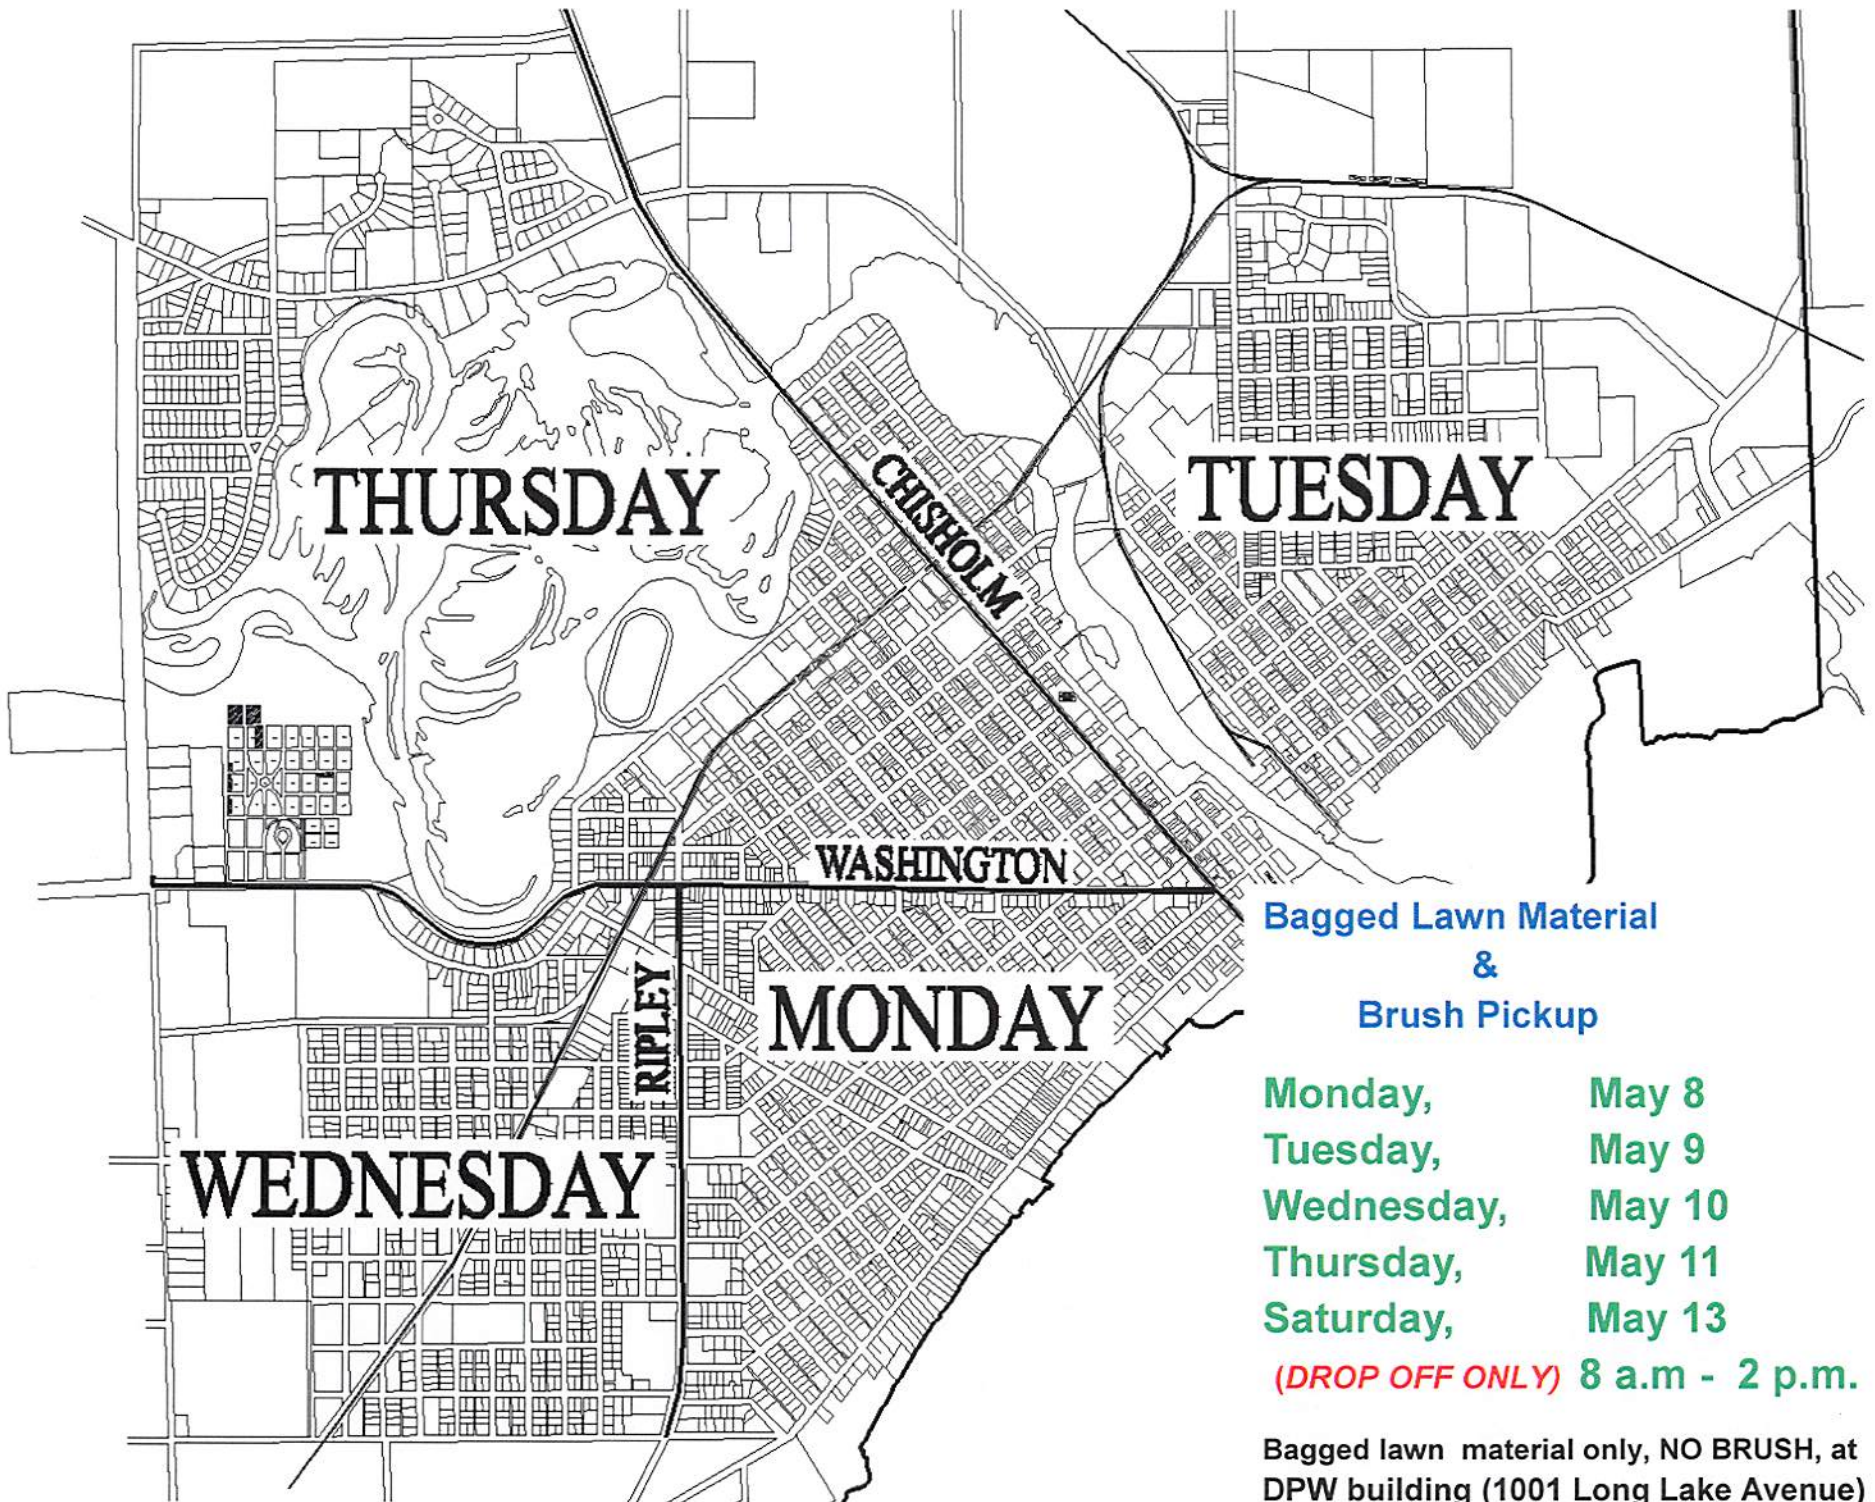 THURSDAY
CHISHOLM
TUESDAY
WASHINGTON
RIPLEY
MONDAY
WEDNESDAY
Bagged Lawn Material
&
Brush Pickup
Monday, May 8
Tuesday, May 9
Wednesday, May 10
Thursday, May 11
Saturday, May 13
(DROP OFF ONLY) 8 a.m - 2 p.m.
Bagged lawn material only, NO BRUSH, at
DPW building (1001 Long Lake Avenue)